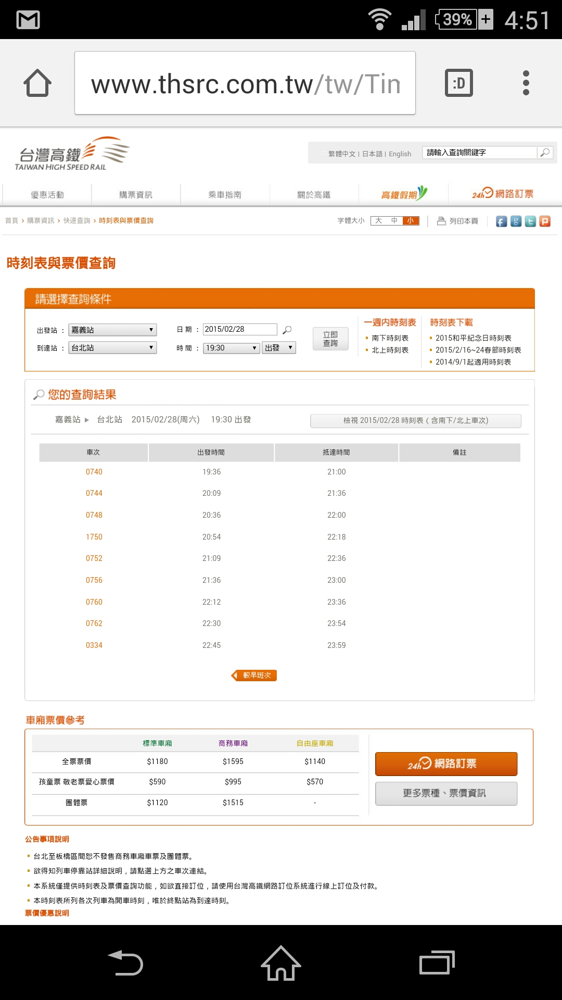 39% 4:51
www.thsrc.com.tw/tw/Tin
:D
台灣高鐵
TAIWAN HIGH SPEED RAIL
繁體中文 | 日本語 | English 請輸入查詢關鍵字
優惠活動 購票資訊 乘車指南 關於高鐵 高鐵假期 24h 網路訂票
首頁 › 購票資訊 › 快速查詢 › 時刻表與票價查詢 字體大小 大 中 小 列印本頁
時刻表與票價查詢
請選擇查詢條件
出發站 : 嘉義站 日 期 : 2015/02/28 立即查詢
到達站 : 台北站 時 間 : 19:30 出發
一週内時刻表
南下時刻表
北上時刻表
時刻表下載
2015和平紀念日時刻表
2015/2/16~24春節時刻表
2014/9/1起適用時刻表
您的查詢結果
嘉義站 ▶ 台北站 2015/02/28(周六) 19:30 出發 檢視 2015/02/28 時刻表 ( 含南下/北上車次)
車次 出發時間 抵達時間 備註
0740 19:36 21:00
0744 20:09 21:36
0748 20:36 22:00
1750 20:54 22:18
0752 21:09 22:36
0756 21:36 23:00
0760 22:12 23:36
0762 22:30 23:54
0334 22:45 23:59
較早班次
車廂票價參考
標準車廂 商務車廂 自由座車廂
全票票價 $1180 $1595 $1140
孩童票 敬老票愛心票價 $590 $995 $570
團體票 $1120 $1515 -
24h 網路訂票
更多票種、票價資訊
公告事項說明
台北至板橋區間恕不發售商務車廂車票及團體票。
欲得知列車停靠站詳細說明，請點選上方之車次連結。
本系統僅提供時刻表及票價查詢功能，如欲直接訂位，請使用台灣高鐵網路訂位系統進行線上訂位及付款。
本時刻表所列各次列車為開車時刻，唯於終點站為到達時刻。
票價優惠說明